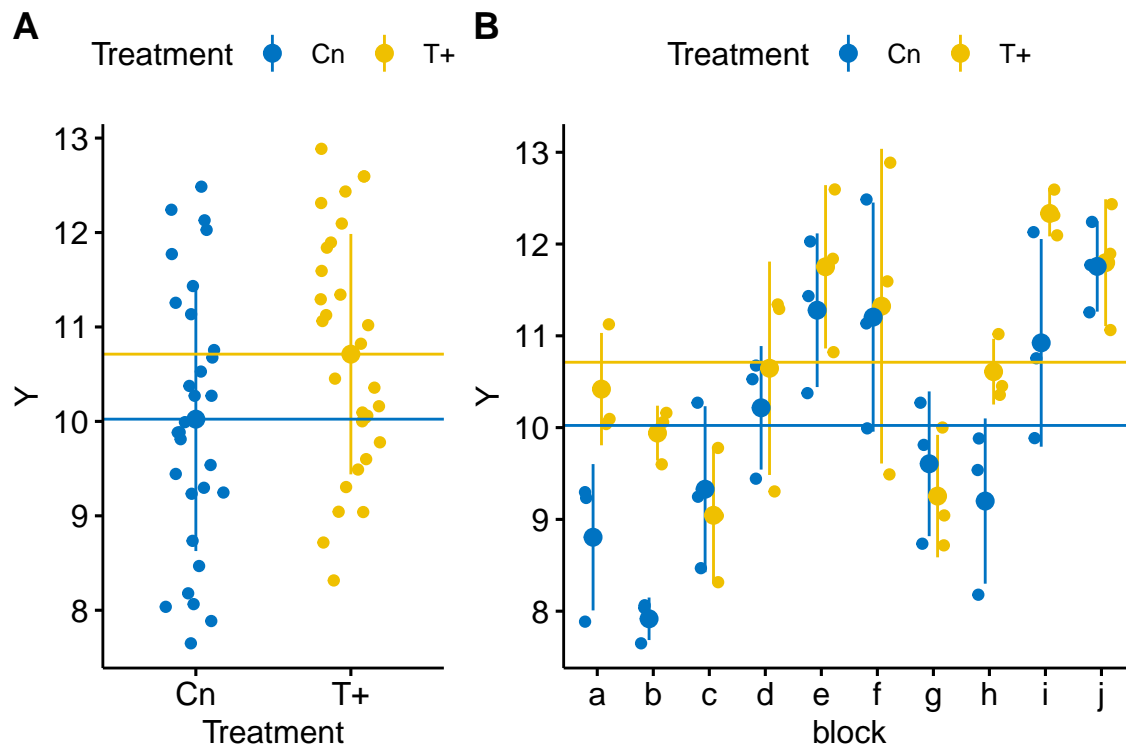 A
Treatment Cn T+
13
12
11
10
9
8
Y
Cn T+
Treatment
B
Treatment Cn T+
13
12
11
10
9
8
Y
a b c d e f g h i j
block